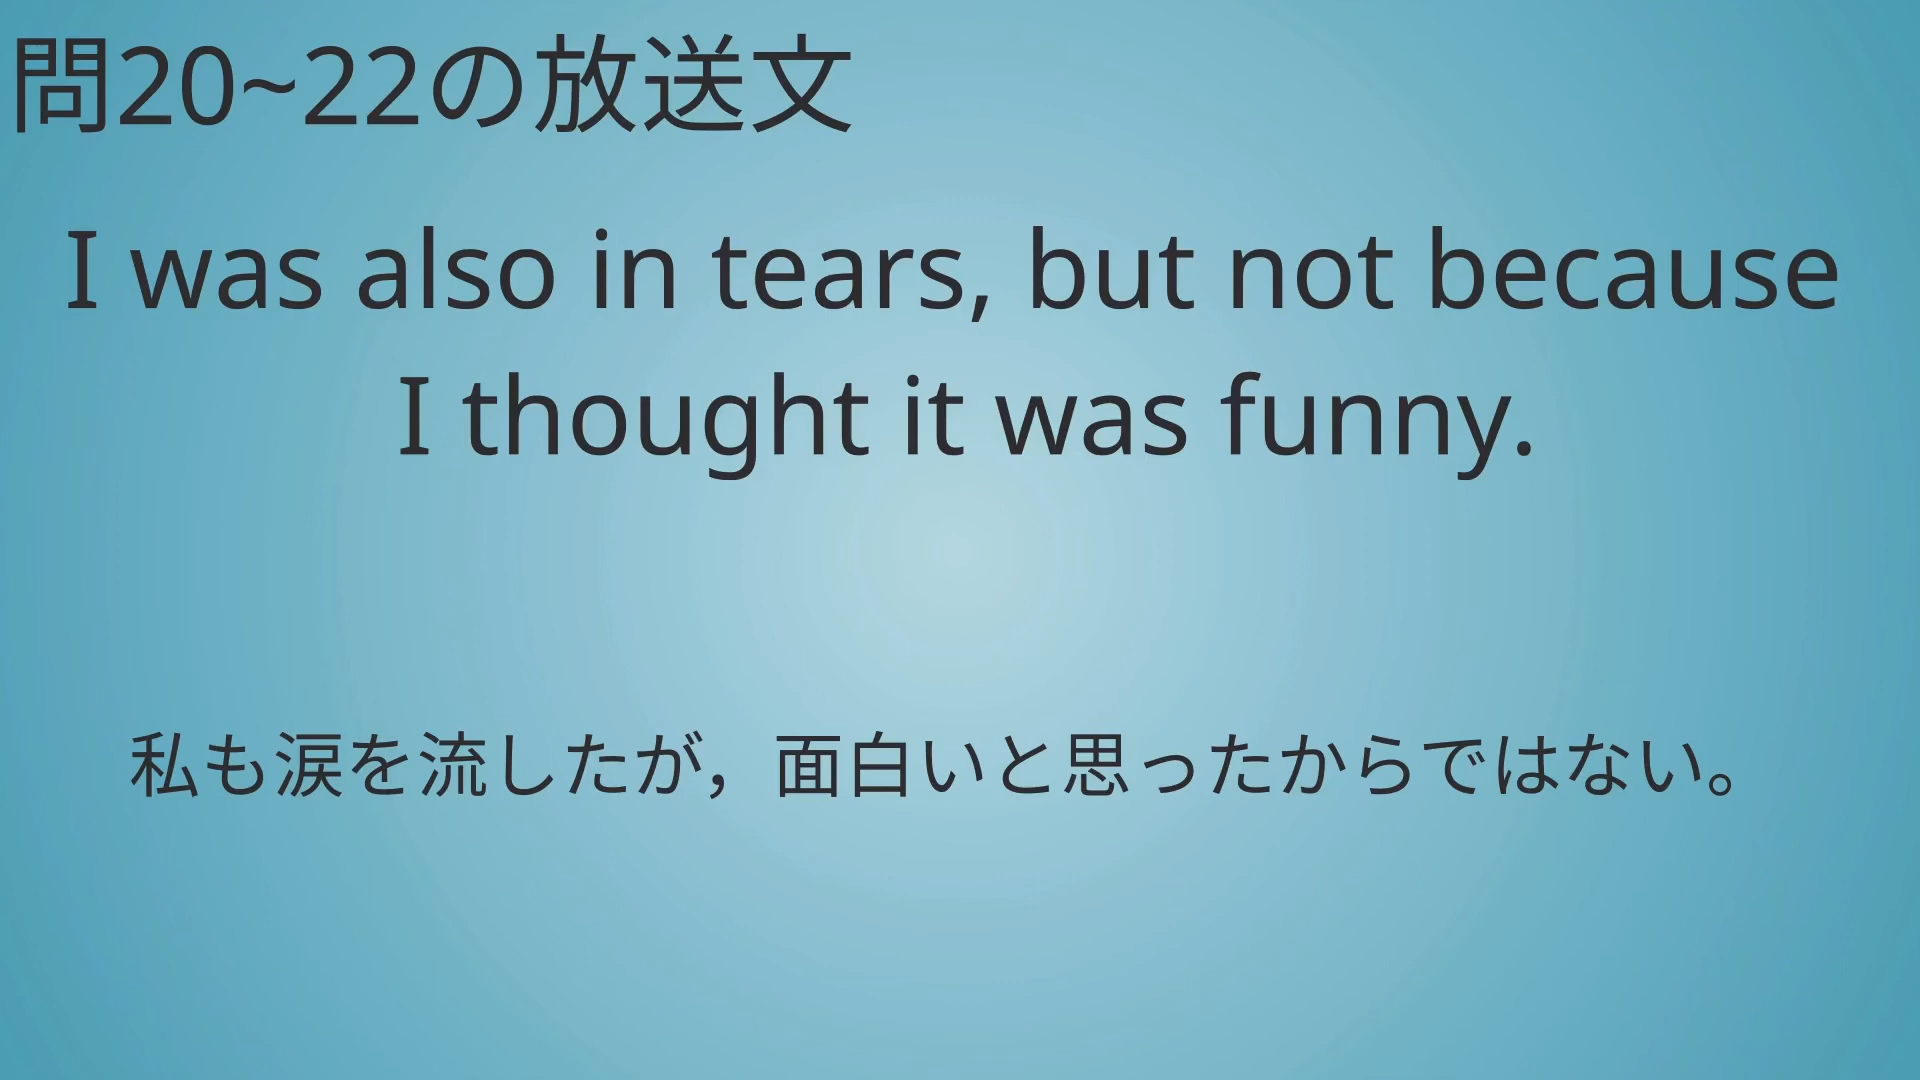 問20~22の放送文
I was also in tears, but not because
I thought it was funny.
私も涙を流したが，面白いと思ったからではない。